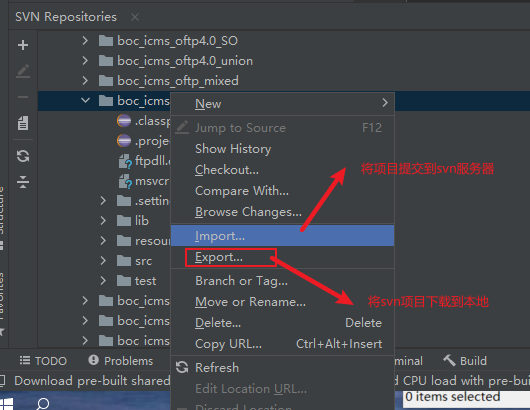 SVN Repositories
boc_icms_oftp4.0_SO
boc_icms_oftp4.0_union
boc_icms_oftp_mixed
boc_icms
New
.classp
Jump to Source F12
.projec
Show History
ftpdll.c
Checkout...
将项目提交到svn服务器
msvcr
Compare With...
.setting
Browse Changes...
lib
Import...
resour
Export...
src
Branch or Tag...
test
Move or Rename...
将svn项目下载到本地
boc_icms
Delete... Delete
boc_icms
Copy URL... Ctrl+Alt+Insert
boc_icms
Structure
Favorites
TODO
Problems
Refresh
minal
Build
Download pre-built shared
Edit Location URL...
d CPU load with pre-buil
Discard Location
0 items selected